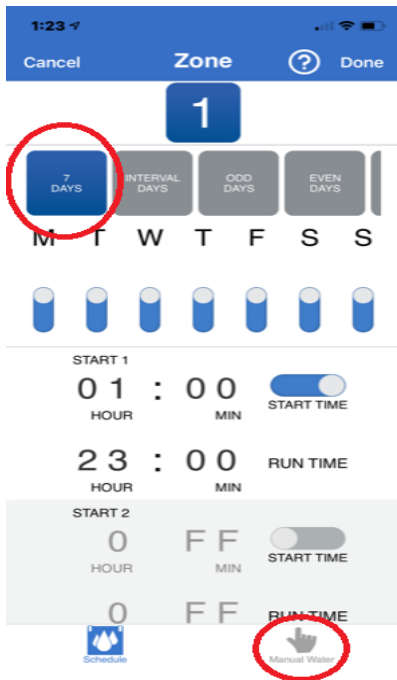 1:23
Cancel Zone ? Done
1
7 DAYS INTERVAL DAYS ODD DAYS EVEN DAYS
M T W T F S S
START 1
01 : 00 START TIME
HOUR MIN
23 : 00 RUN TIME
HOUR MIN
START 2
0 FF START TIME
HOUR MIN
0 FF RUN TIME
Schedule Manual Water